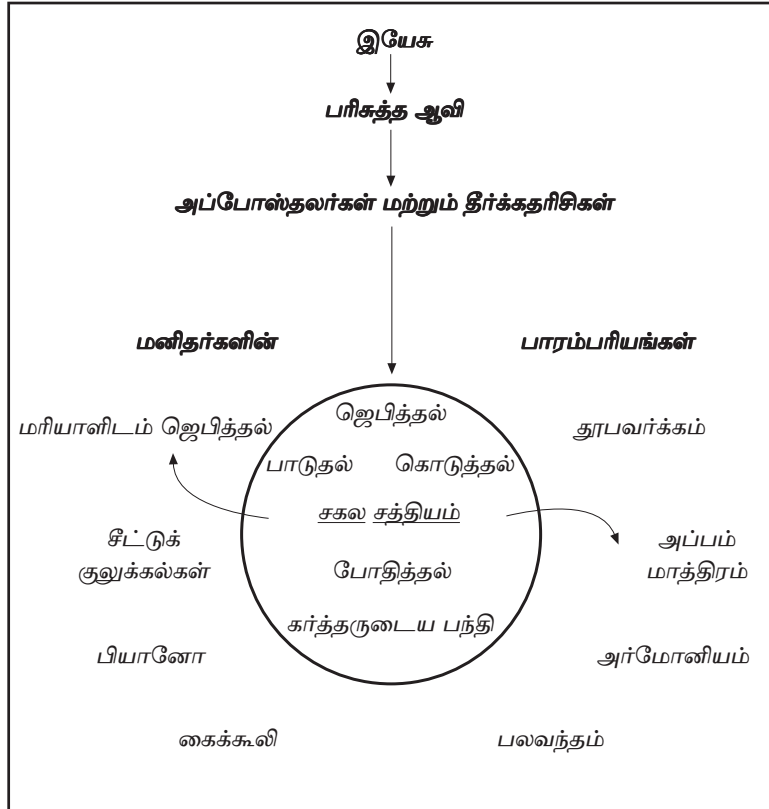 இயேசு
பரிசுத்த ஆவி
அப்போஸ்தலர்கள் மற்றும் தீர்க்கதரிசிகள்
மனிதர்களின்
பாரம்பரியங்கள்
ஜெபித்தல்
மரியாளிடம் ஜெபித்தல்
தூபவர்க்கம்
பாடுதல்
கொடுத்தல்
சகல சத்தியம்
சீட்டுக்
குலுக்கல்கள்
அப்பம்
மாத்திரம்
போதித்தல்
கர்த்தருடைய பந்தி
பியானோ
அர்மோனியம்
கைக்கூலி
பலவந்தம்